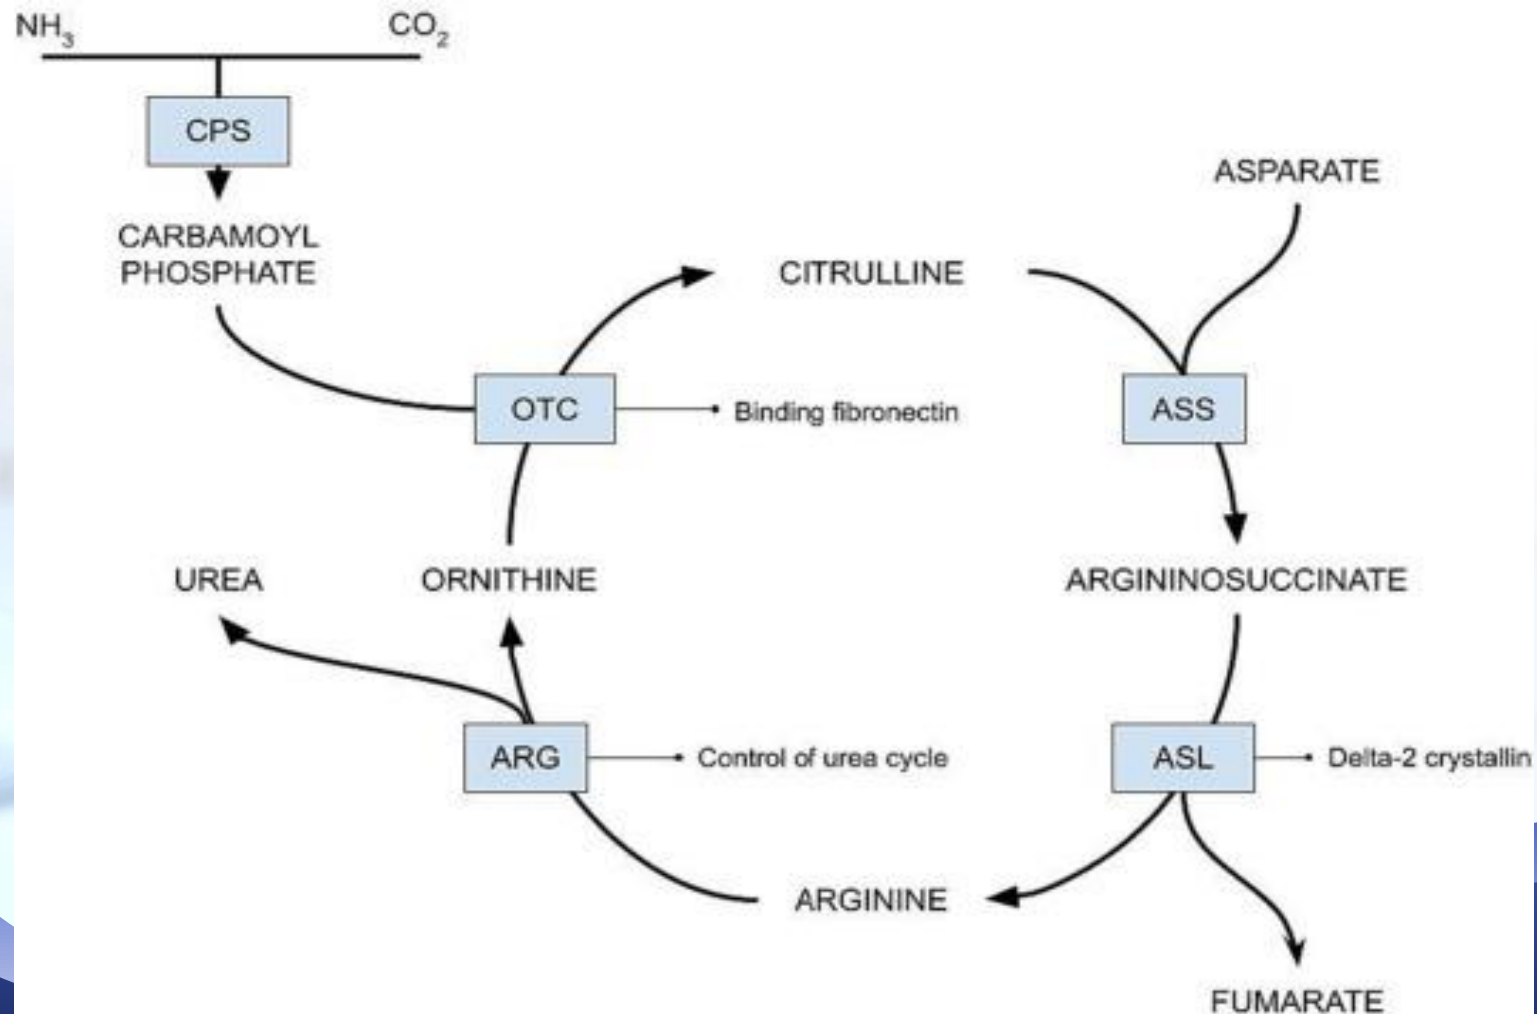 NH₃
CO₂
CPS
CARBAMOYL
PHOSPHATE
ASPARATE
CITRULLINE
OTC
Binding fibronectin
ASS
UREA
ORNITHINE
ARGININOSUCCINATE
ARG
Control of urea cycle
ASL
Delta-2 crystallin
ARGININE
FUMARATE